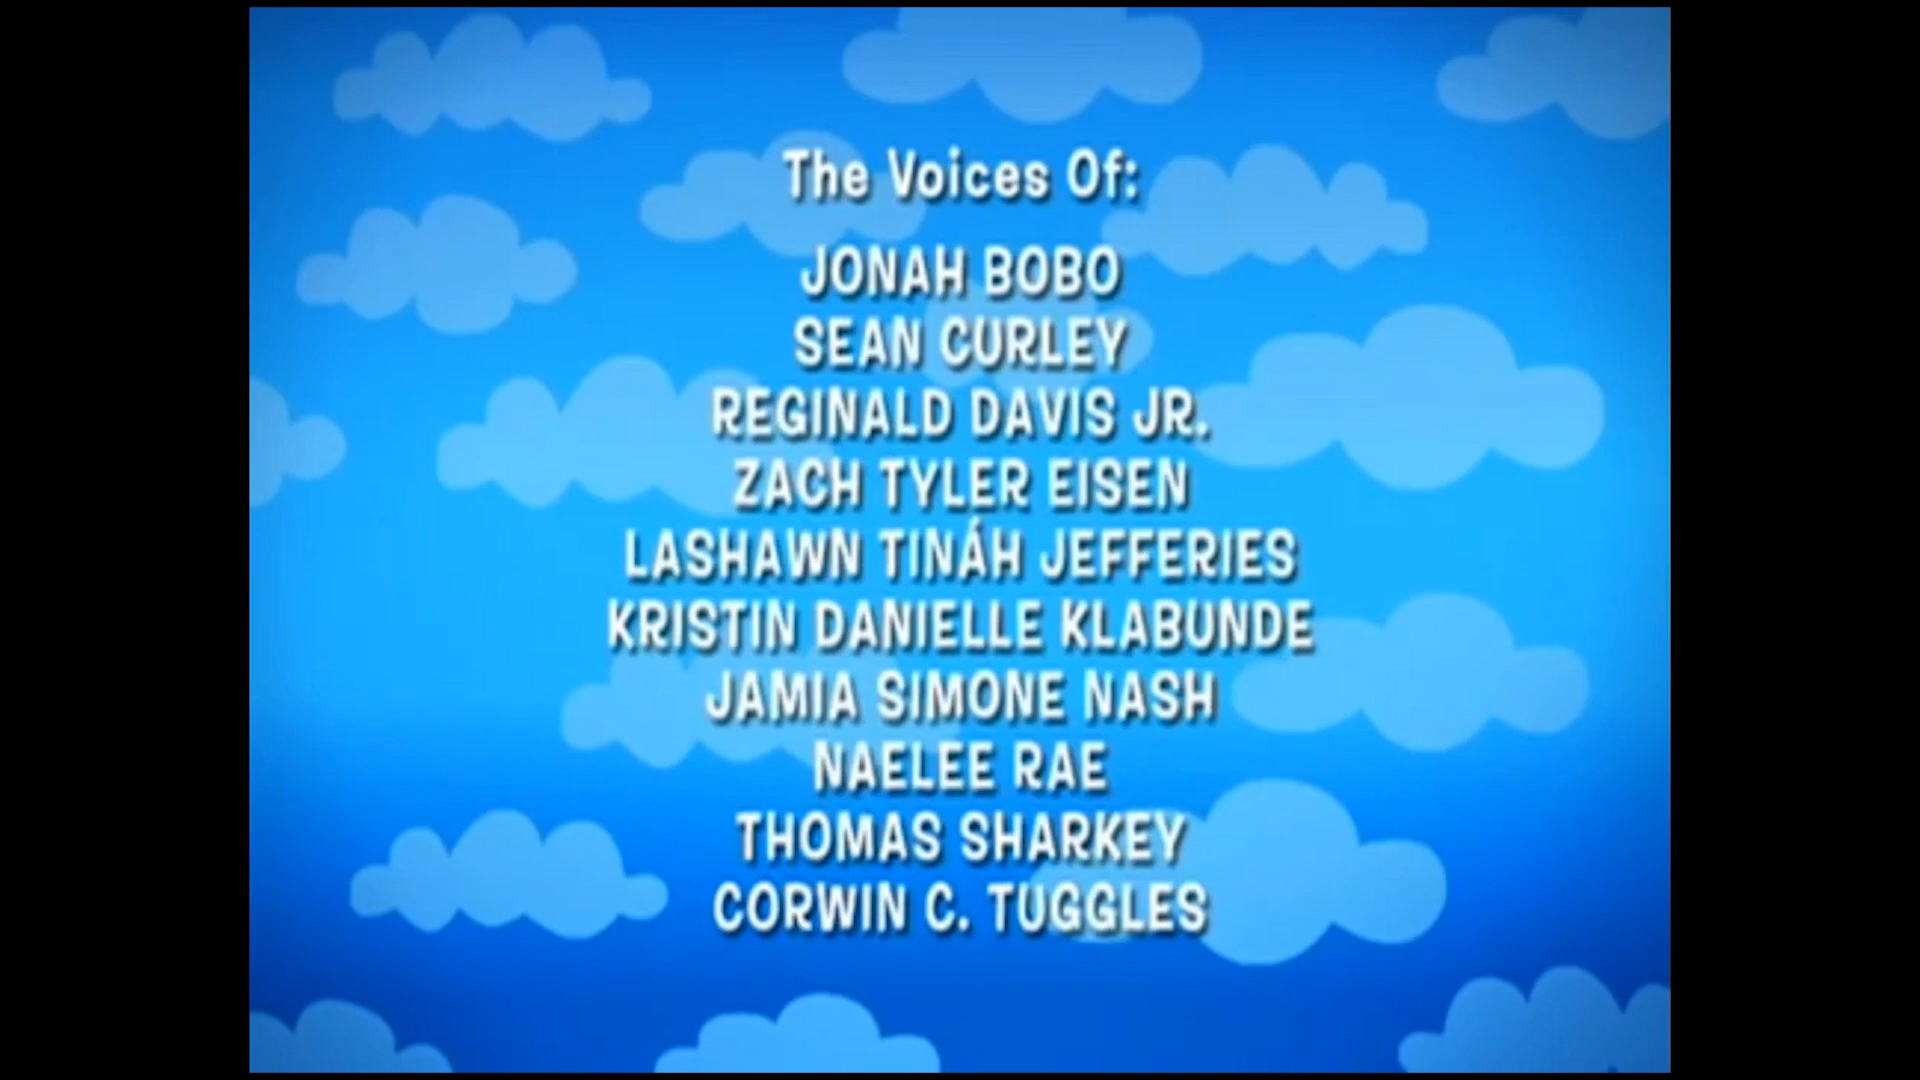 The Voices Of:
JONAH BOBO
SEAN CURLEY
REGINALD DAVIS JR.
ZACH TYLER EISEN
LASHAWN TINÁH JEFFERIES
KRISTIN DANIELLE KLABUNDE
JAMIA SIMONE NASH
NAELEE RAE
THOMAS SHARKEY
CORWIN C. TUGGLES